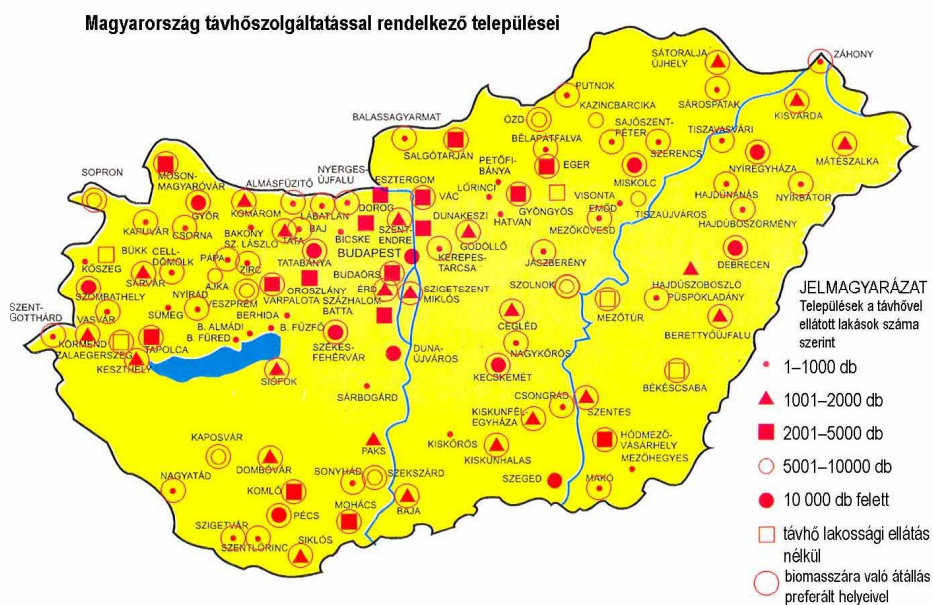 Magyarország távhőszolgáltatással rendelkező települései
ZÁHONY
SÁTORALJA
ÚJHELY
PUTNOK
KAZINCBARCIKA
SÁROSPATAK
KISVÁRDA
BALASSAGYARMAT
ÓZD
SAJÓSZENT-
PÉTER
TISZAVASVÁRI
BÉLAPÁTFALVA
SALGÓTARJÁN
EGER
SZERENCS
MÁTÉSZALKA
PETŐFI-
BÁNYA
MISKOLC
NYÍREGYHÁZA
SOPRON
MOSON-
MAGYARÓVÁR
ALMÁSFÜZITŐ
NYERGES-
ÚJFALU
ESZTERGOM
VÁC
LŐRINCI
VISONTA
HAJDÚNÁNÁS
NYÍRBÁTOR
GYŐR
KOMÁROM
LÁBATLAN
DOROG
DUNAKESZI
HATVAN
GYÖNGYÖS
EMŐD
TISZAÚJVÁROS
HAJDÚBÖSZÖRMÉNY
KAPUVÁR
CSORNA
BAKONY
SZ. LÁSZLÓ
TATA
BAJ
BICSKE
SZENT-
ENDRE
MEZŐKÖVESD
GÖDÖLLŐ
BÜKK
CELL-
DÖMÖLK
PÁPA
TATABÁNYA
BUDAPEST
KEREPES-
TARCSA
JÁSZBERÉNY
DEBRECEN
KŐSZEG
SÁRVÁR
AJKA
ZIRC
OROSZLÁNY
BUDAÖRS
SZOLNOK
HAJDÚSZOBOSZLÓ
SZOMBATHELY
NYÍRÁD
VESZPRÉM
VÁRPALOTA
SZÁZHALOM-
BATTA
ÉRD
SZIGETSZENT
MIKLÓS
PÜSPÖKLADÁNY
SZENT-
GOTTHÁRD
VASVÁR
SÜMEG
BERHIDA
CEGLÉD
MEZŐTÚR
BERETTYÓÚJFALU
KÖRMEND
B. ALMÁDI
B. FŰZFŐ
ZALAEGERSZEG
TAPOLCA
B. FÜRED
SZÉKES-
FEHÉRVÁR
DUNA-
ÚJVÁROS
NAGYKŐRÖS
KESZTHELY
SIÓFOK
KECSKEMÉT
BÉKÉSCSABA
SÁRBOGÁRD
CSONGRÁD
KISKUNFÉL-
EGYHÁZA
SZENTES
KAPOSVÁR
PAKS
KISKŐRÖS
HÓDMEZŐ-
VÁSÁRHELY
DOMBÓVÁR
BONYHÁD
SZEKSZÁRD
KISKUNHALAS
MEZŐHEGYES
NAGYATÁD
SZEGED
MAKÓ
KOMLÓ
MOHÁCS
BAJA
PÉCS
SZIGETVÁR
SZENTLŐRINC
SIKLÓS
JELMAGYARÁZAT
Települések a távhővel
ellátott lakások száma
szerint
1–1000 db
1001–2000 db
2001–5000 db
5001–10000 db
10 000 db felett
távhő lakossági ellátás
nélkül
biomasszára való átállás
preferált helyeivel